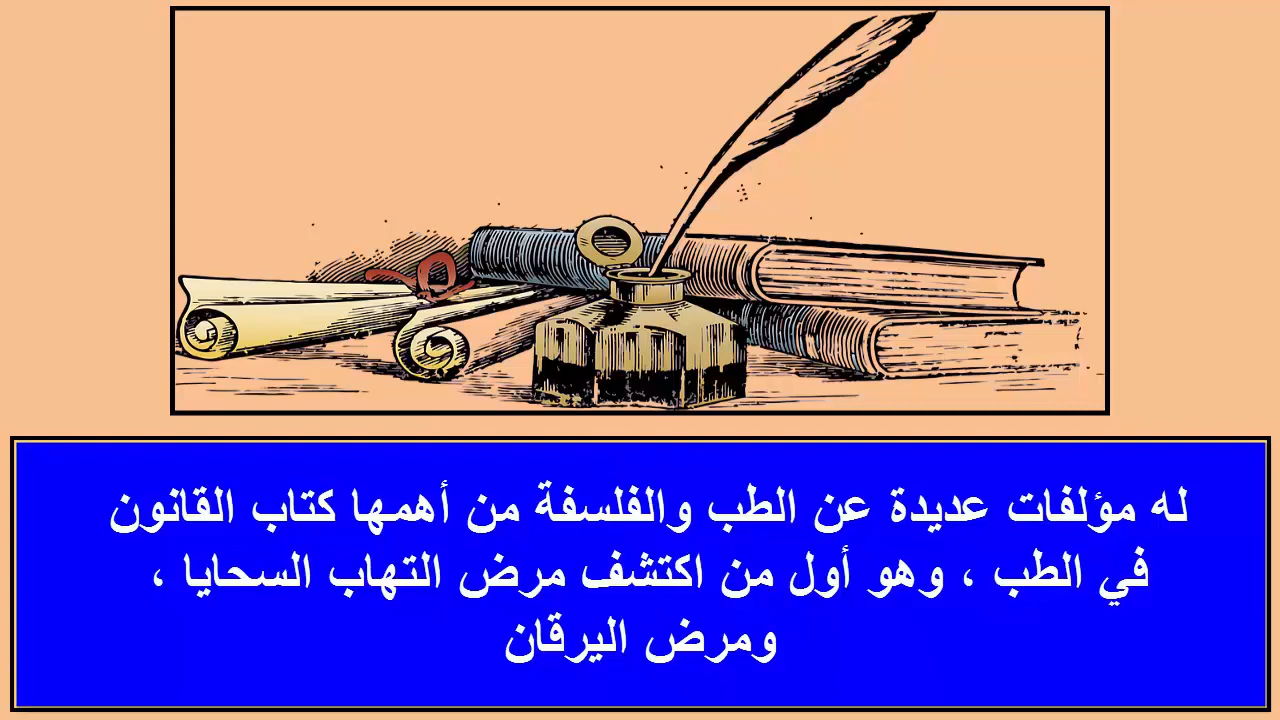 له مؤلفات عديدة عن الطب والفلسفة من أهمها كتاب القانون
في الطب ، وهو أول من اكتشف مرض التهاب السحايا ،
ومرض اليرقان